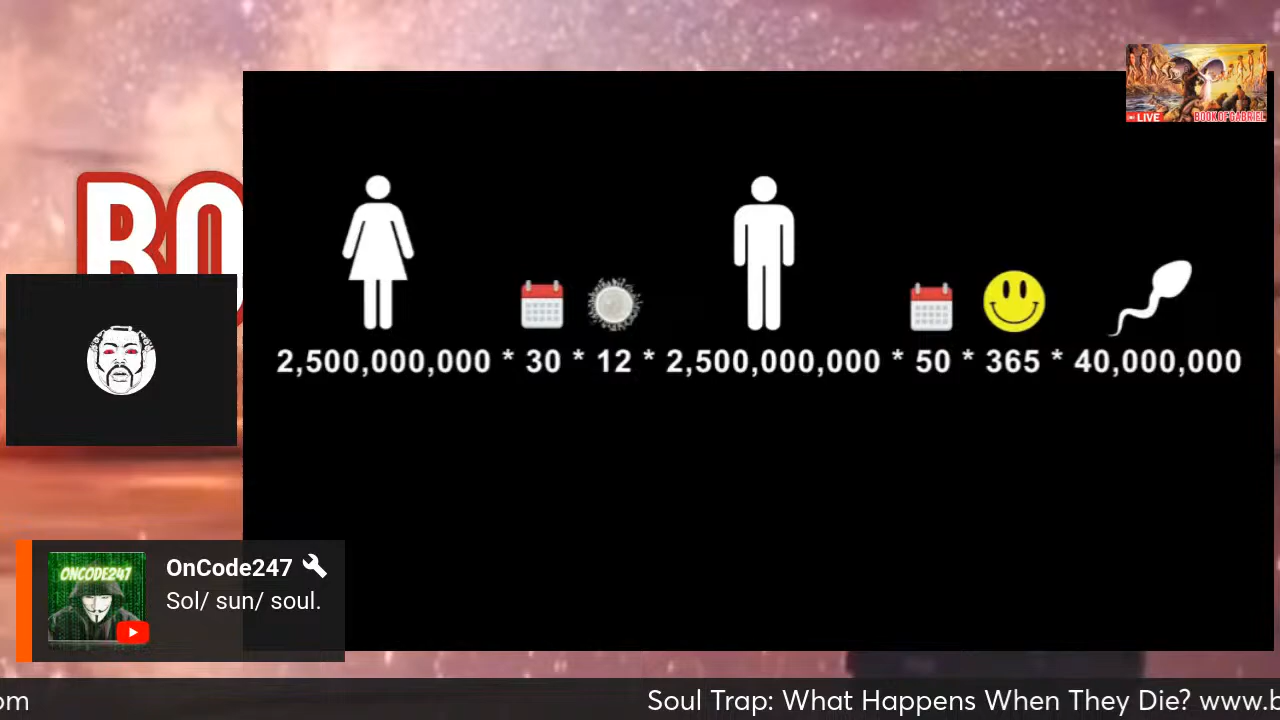 LIVE
BOOK OF GABRIEL
BO
2,500,000,000 * 30 * 12 * 2,500,000,000 * 50 * 365 * 40,000,000
ONCODE247
OnCode247
Sol/ sun/ soul.
om
Soul Trap: What Happens When They Die? www.b